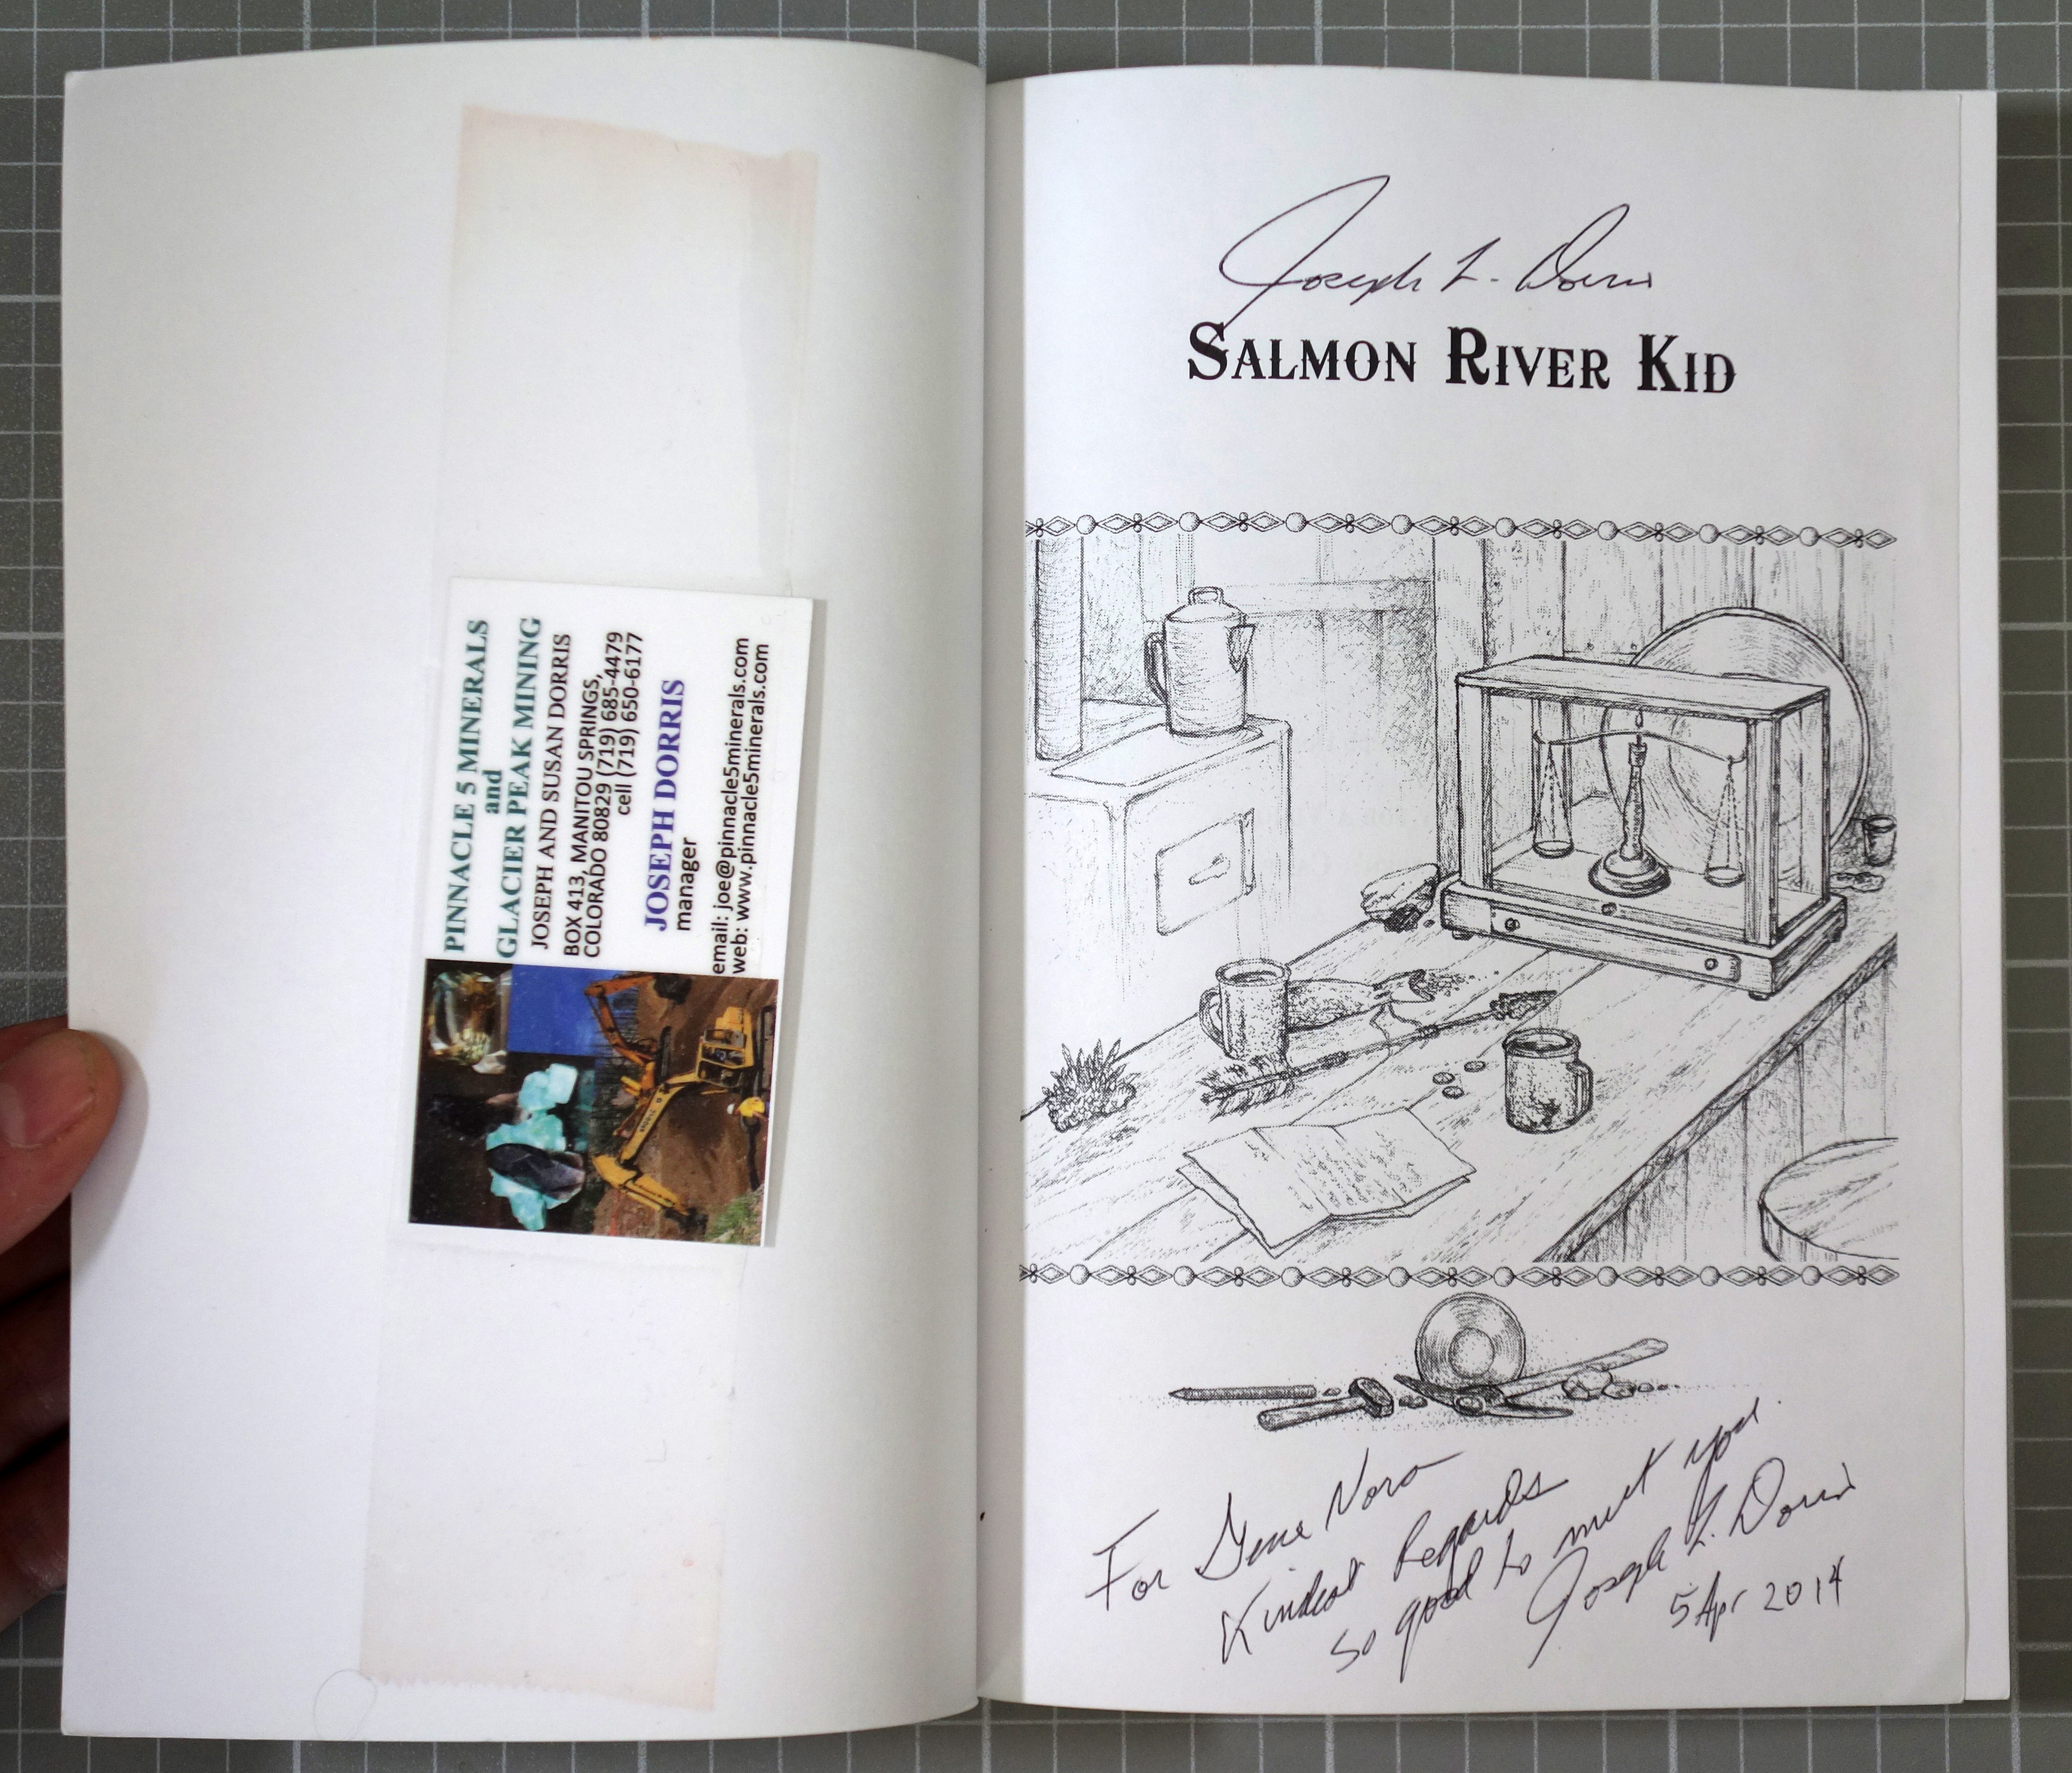 PINNACLE 5 MINERALS
and
GLACIER PEAK MINING
JOSEPH AND SUSAN DORRIS
BOX 413, MANITOU SPRINGS,
COLORADO 80829 (719) 685-4479
cell (719) 650-6177
JOSEPH DORRIS
manager
email: joe@pinnacle5minerals.com
web: www.pinnacle5minerals.com
Joseph L. Dorris
SALMON RIVER KID
For Gene Nora
Kindest Regards
so good to meet you
Joseph L. Dorris
5 Apr 2014